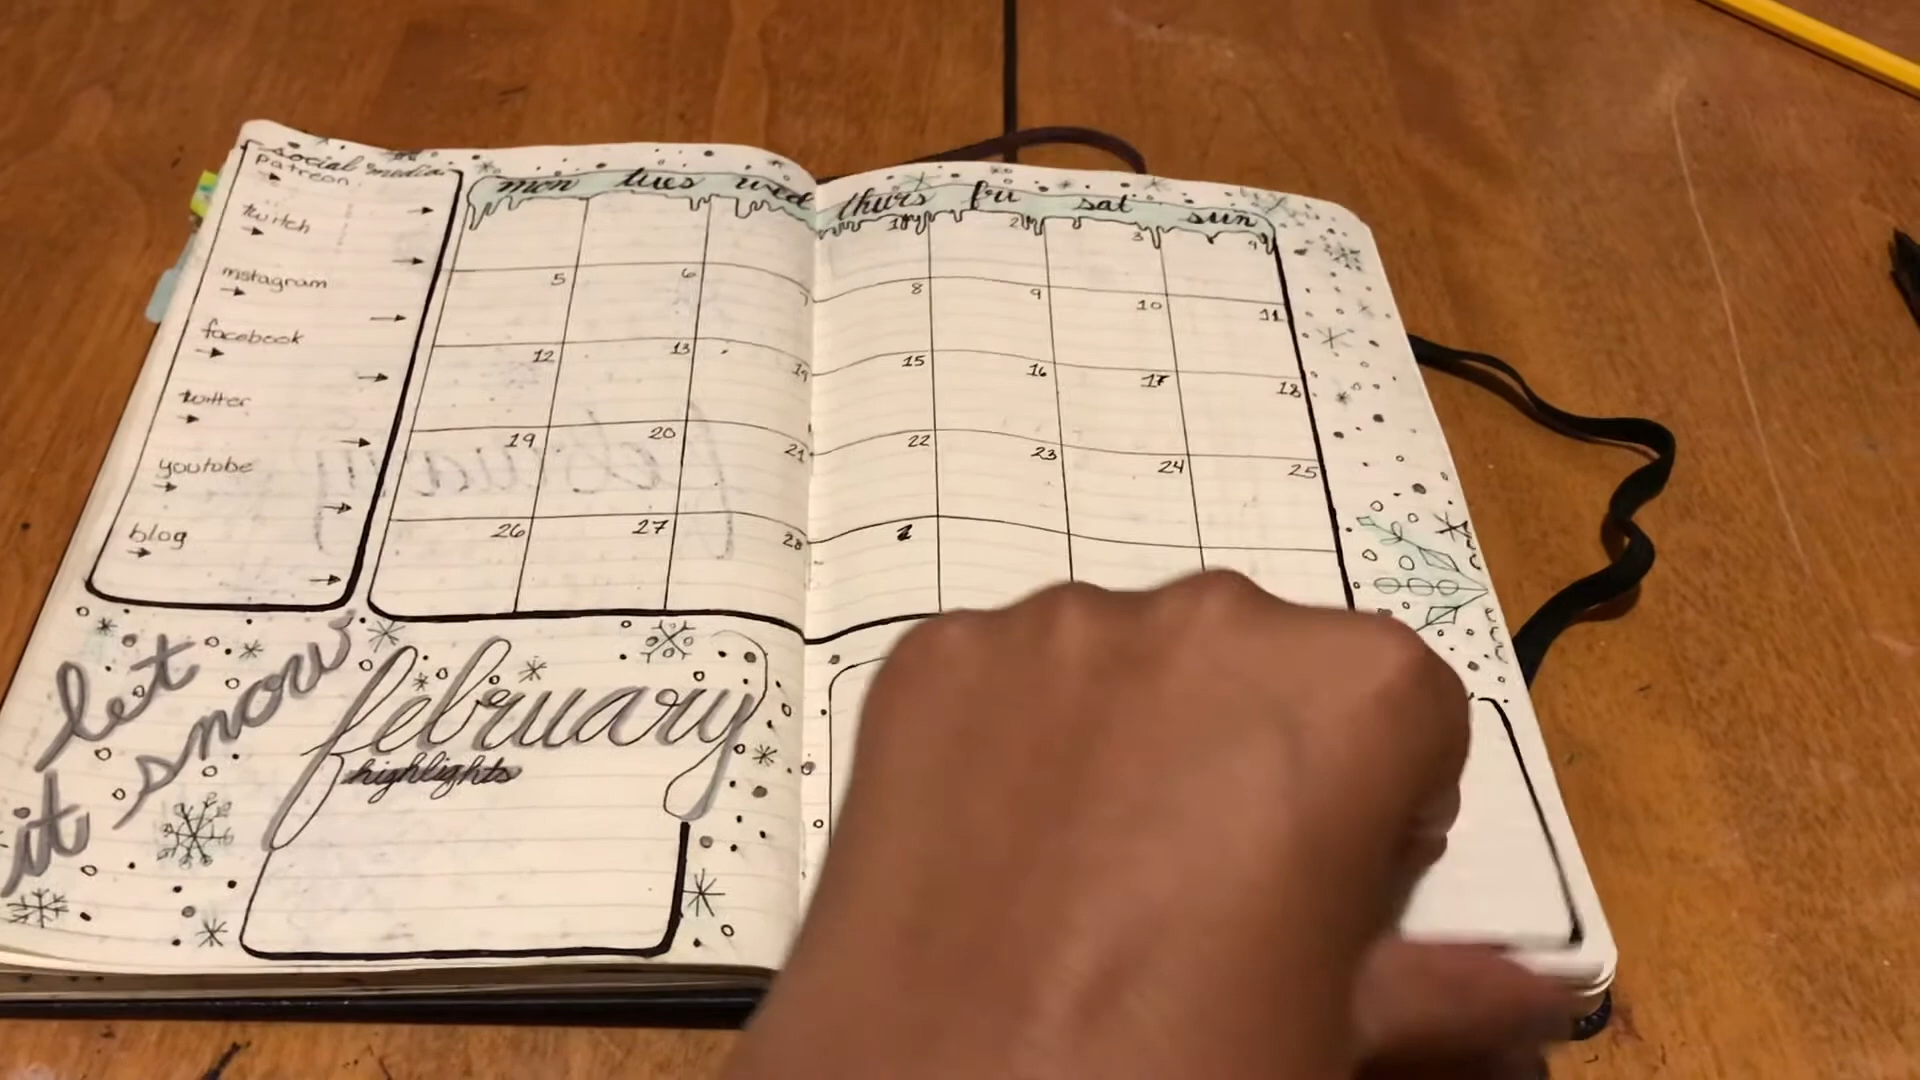 social media
patreon
twitch
instagram
facebook
twitter
youtube
blog
mon tues wed thurs fri sat sun
1 2 3 4
5 6 7 8 9 10 11
12 13 14 15 16 17 18
19 20 21 22 23 24 25
26 27 28 1
let
it snow
february
highlights